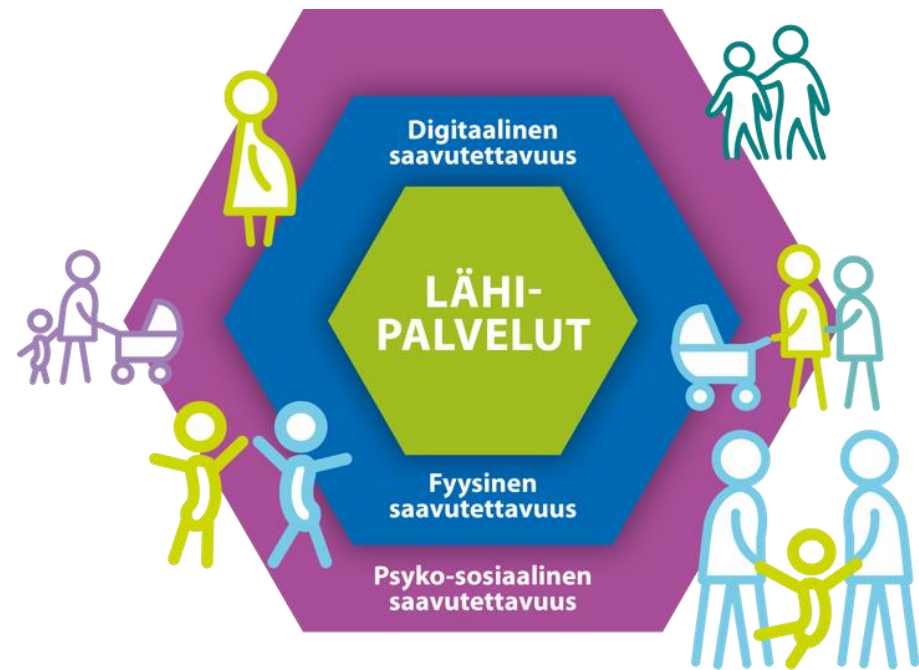 Digitaalinen
saavutettavuus
LÄHI-
PALVELUT
Fyysinen
saavutettavuus
Psyko-sosiaalinen
saavutettavuus